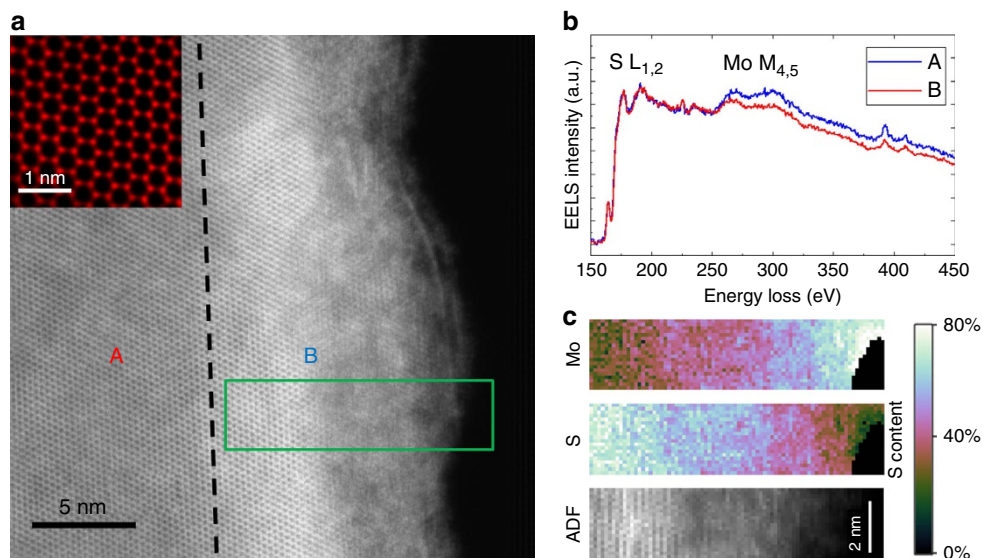 a
1 nm
A
B
5 nm
b
S L1,2
Mo M4,5
A
B
EELS intensity (a.u.)
150 200 250 300 350 400 450
Energy loss (eV)
c
Mo
S
ADF
2 nm
80%
40%
0%
S content